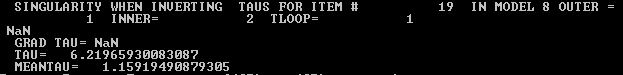 SINGULARITY WHEN INVERTING TAUS FOR ITEM # 19 IN MODEL 8 OUTER =
1 INNER= 2 TLOOP= 1
NaN
GRAD TAU= NaN
TAU= 6.21965930083087
MEANTAU= 1.15919490879305